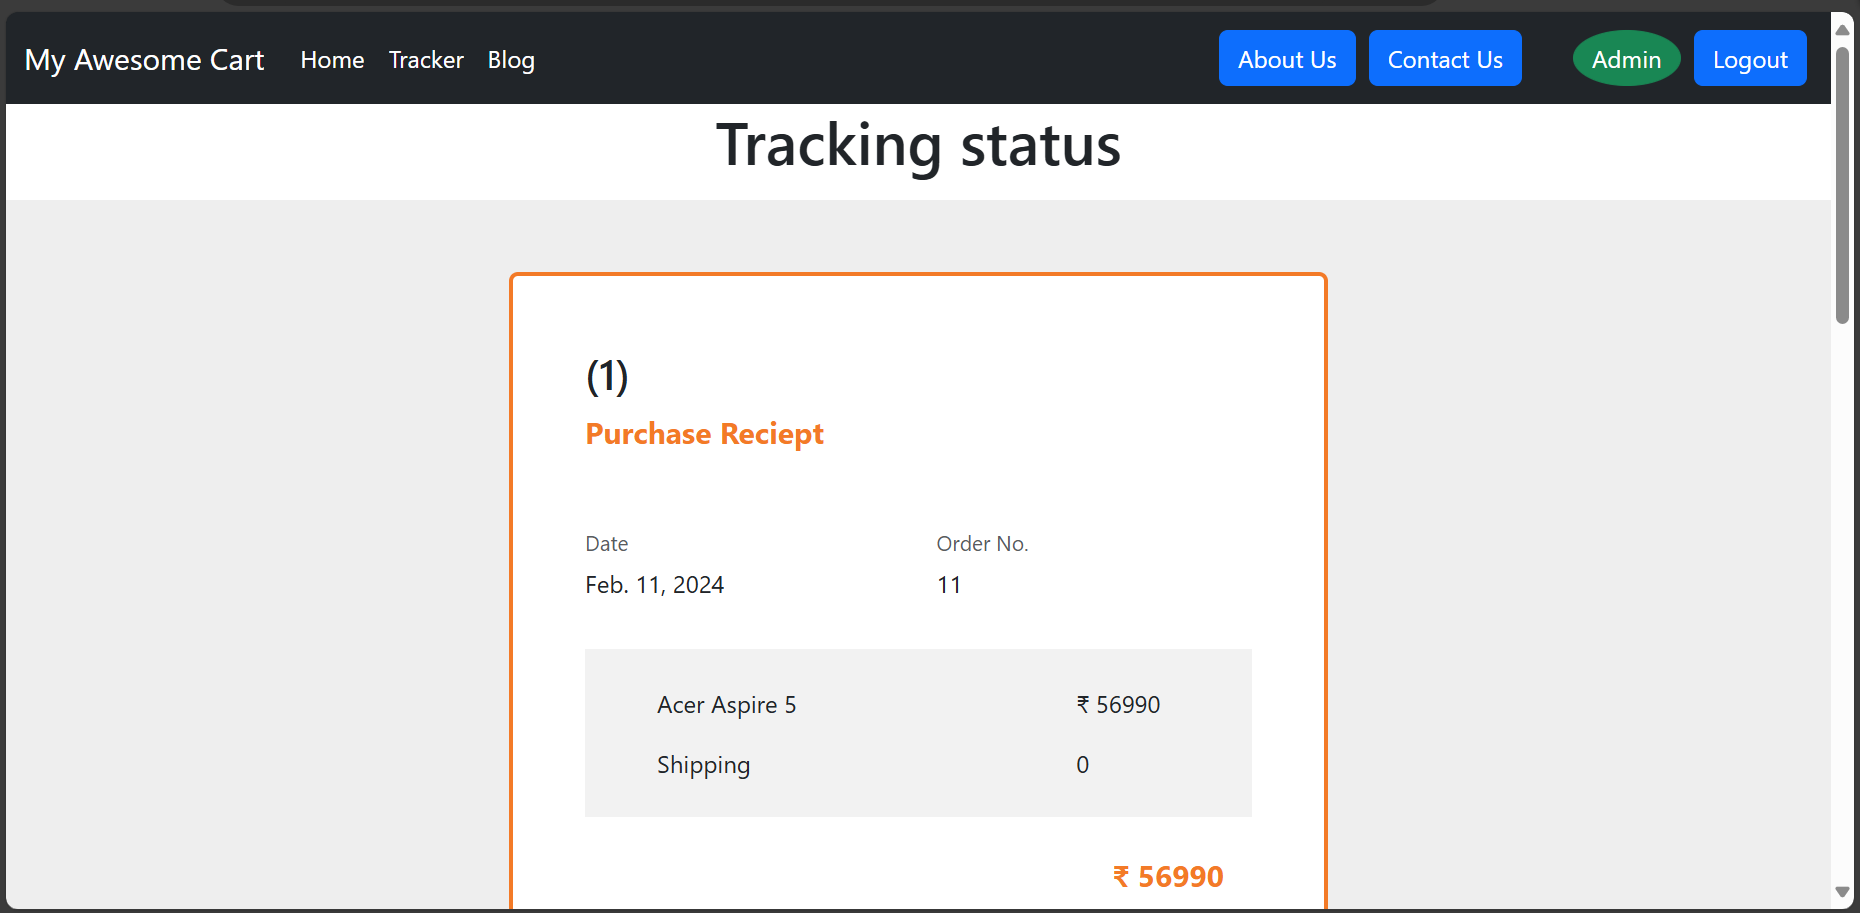 My Awesome Cart Home Tracker Blog About Us Contact Us Admin Logout
Tracking status
(1)
Purchase Reciept
Date Order No.
Feb. 11, 2024 11
Acer Aspire 5 ₹ 56990
Shipping 0
₹ 56990